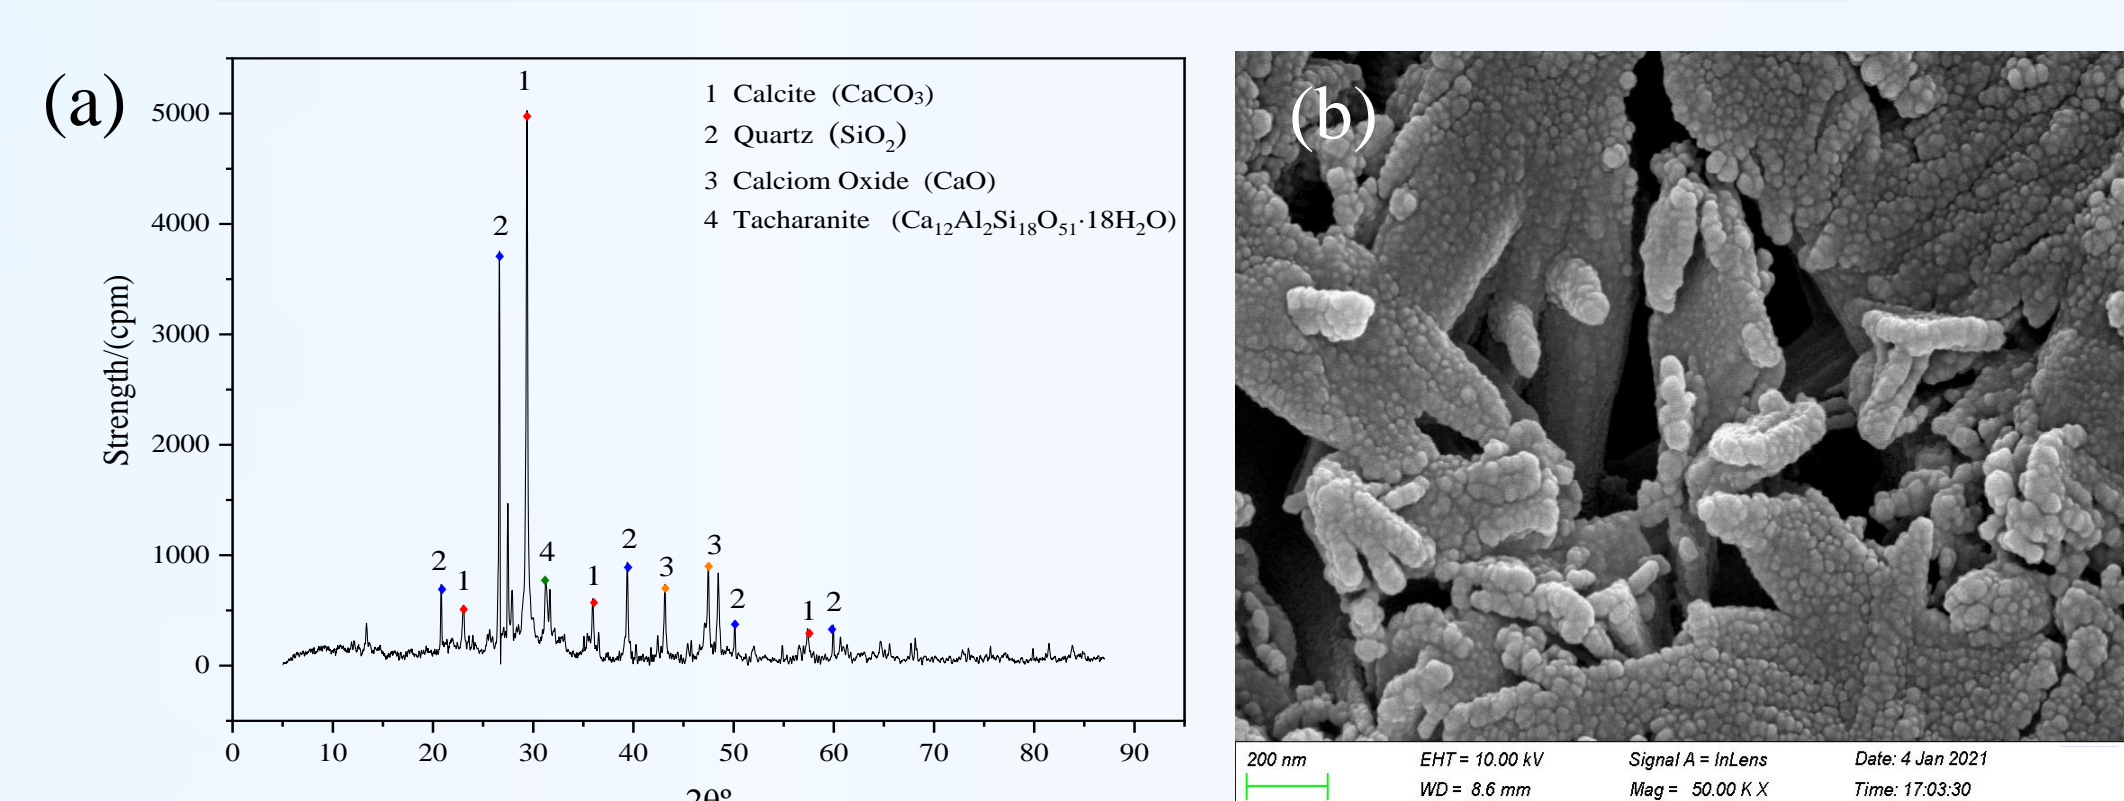 (a)
5000
4000
3000
2000
1000
0
Strength/(cpm)
0 10 20 30 40 50 60 70 80 90
2θ°
1 Calcite (CaCO₃)
2 Quartz (SiO₂)
3 Calciom Oxide (CaO)
4 Tacharanite (Ca₁₂Al₂Si₁₈O₅₁·18H₂O)
2 1 2 1 4 1 2 3 3 2 1 2
(b)
200 nm EHT = 10.00 kV Signal A = InLens Date: 4 Jan 2021
WD = 8.6 mm Mag = 50.00 K X Time: 17:03:30